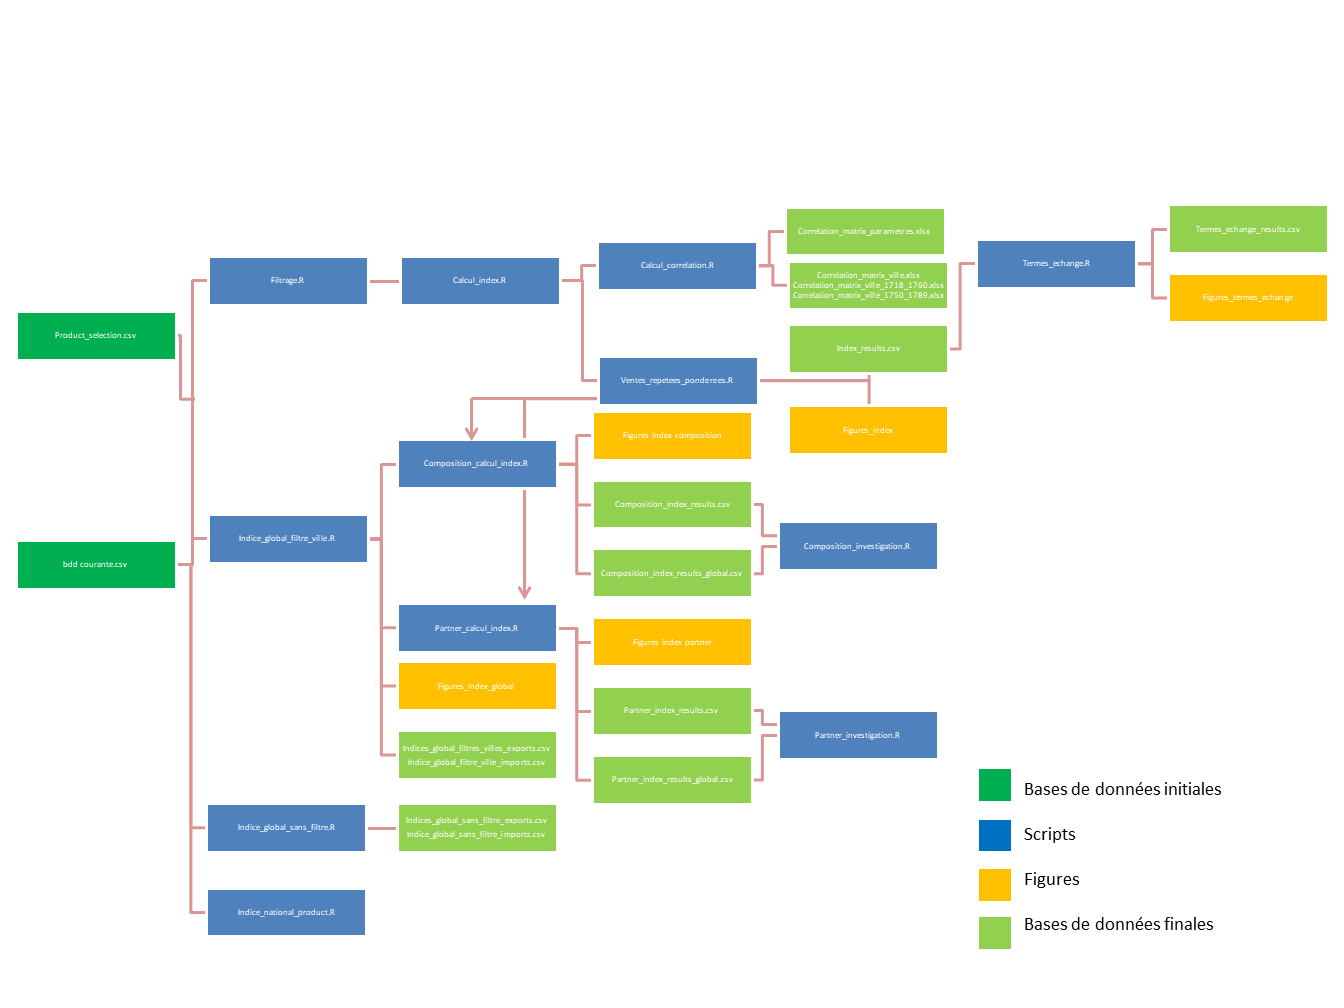 Product_selection.csv
bdd courante.csv
Filtrage.R
Indice_global_filtre_ville.R
Indice_global_sans_filtre.R
Indice_national_product.R
Calcul_index.R
Composition_calcul_index.R
Partner_calcul_index.R
Figures_index_global
Indices_global_filtres_villes_exports.csv
Indice_global_filtre_ville_imports.csv
Indices_global_sans_filtre_exports.csv
Indice_global_sans_filtre_imports.csv
Calcul_correlation.R
Ventes_repetees_ponderees.R
Figures index composition
Composition_index_results.csv
Composition_index_results_global.csv
Figures index partner
Partner_index_results.csv
Partner_index_results_global.csv
Correlation_matrix_parametres.xlsx
Correlation_matrix_ville.xlsx
Correlation_matrix_ville_1718_1760.xlsx
Correlation_matrix_ville_1750_1789.xlsx
Index_results.csv
Figures_index
Composition_investigation.R
Partner_investigation.R
Termes_echange.R
Termes_echange_results.csv
Figures_termes_echange
Bases de données initiales
Scripts
Figures
Bases de données finales